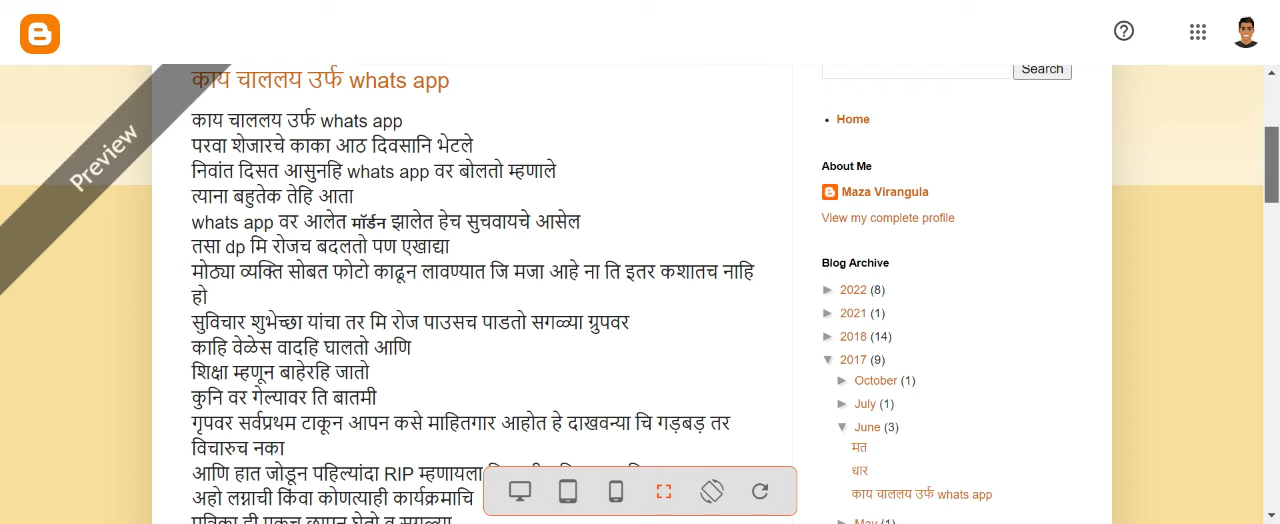 काय चाललय उर्फ whats app
काय चाललय उर्फ whats app
परवा शेजारचे काका आठ दिवसानि भेटले
निवांत दिसत आसुनहि whats app वर बोलतो म्हणाले
त्याना बहुतेक तेहि आता
whats app वर आलेत मॉर्डन झालेत हेच सुचवायचे आसेल
तसा dp मि रोजच बदलतो पण एखाद्या
मोठ्या व्यक्ति सोबत फोटो काढून लावण्यात जि मजा आहे ना ति इतर कशातच नाहि
हो
सुविचार शुभेच्छा यांचा तर मि रोज पाउसच पाडतो सगळ्या ग्रुपवर
काहि वेळेस वादहि घालतो आणि
शिक्षा म्हणून बाहेरहि जातो
कुनि वर गेल्यावर ति बातमी
गृपवर सर्वप्रथम टाकून आपन कसे माहितगार आहोत हे दाखवन्या चि गड़बड़ तर
विचारुच नका
आणि हात जोडून पहिल्यांदा RIP म्हणायला
अहो लग्नाची किंवा कोणत्याही कार्यक्रमाचि
Preview
Search
Home
About Me
Maza Virangula
View my complete profile
Blog Archive
► 2022 (8)
► 2021 (1)
► 2018 (14)
▼ 2017 (9)
► October (1)
► July (1)
▼ June (3)
मत
धार
काय चाललय उर्फ whats app
► May (1)